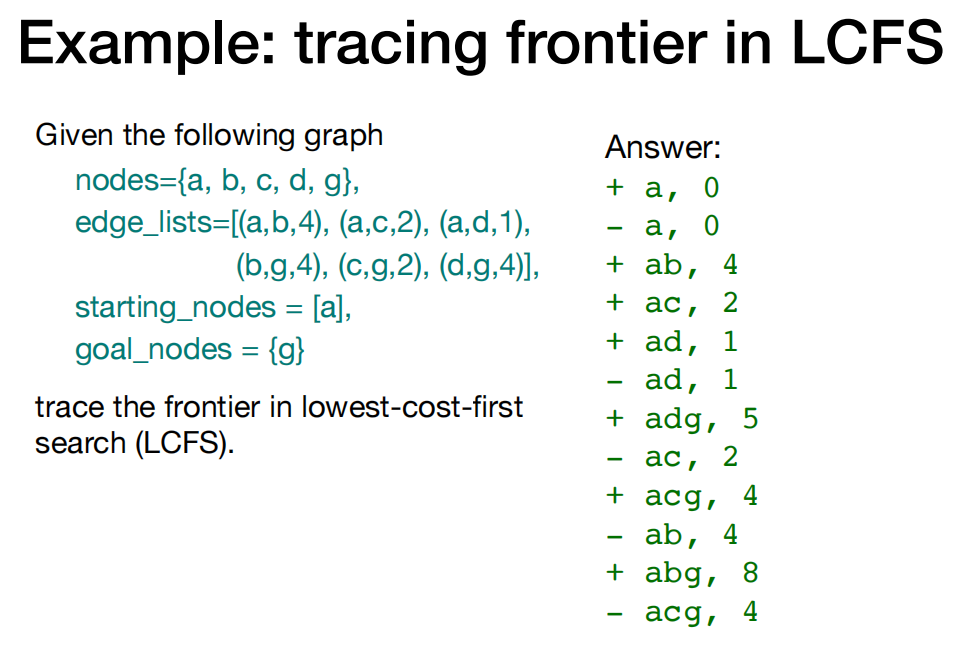 Example: tracing frontier in LCFS
Given the following graph
nodes={a, b, c, d, g},
edge_lists=[(a,b,4), (a,c,2), (a,d,1),
(b,g,4), (c,g,2), (d,g,4)],
starting_nodes = [a],
goal_nodes = {g}
trace the frontier in lowest-cost-first
search (LCFS).
Answer:
+ a, 0
- a, 0
+ ab, 4
+ ac, 2
+ ad, 1
- ad, 1
+ adg, 5
- ac, 2
+ acg, 4
- ab, 4
+ abg, 8
- acg, 4